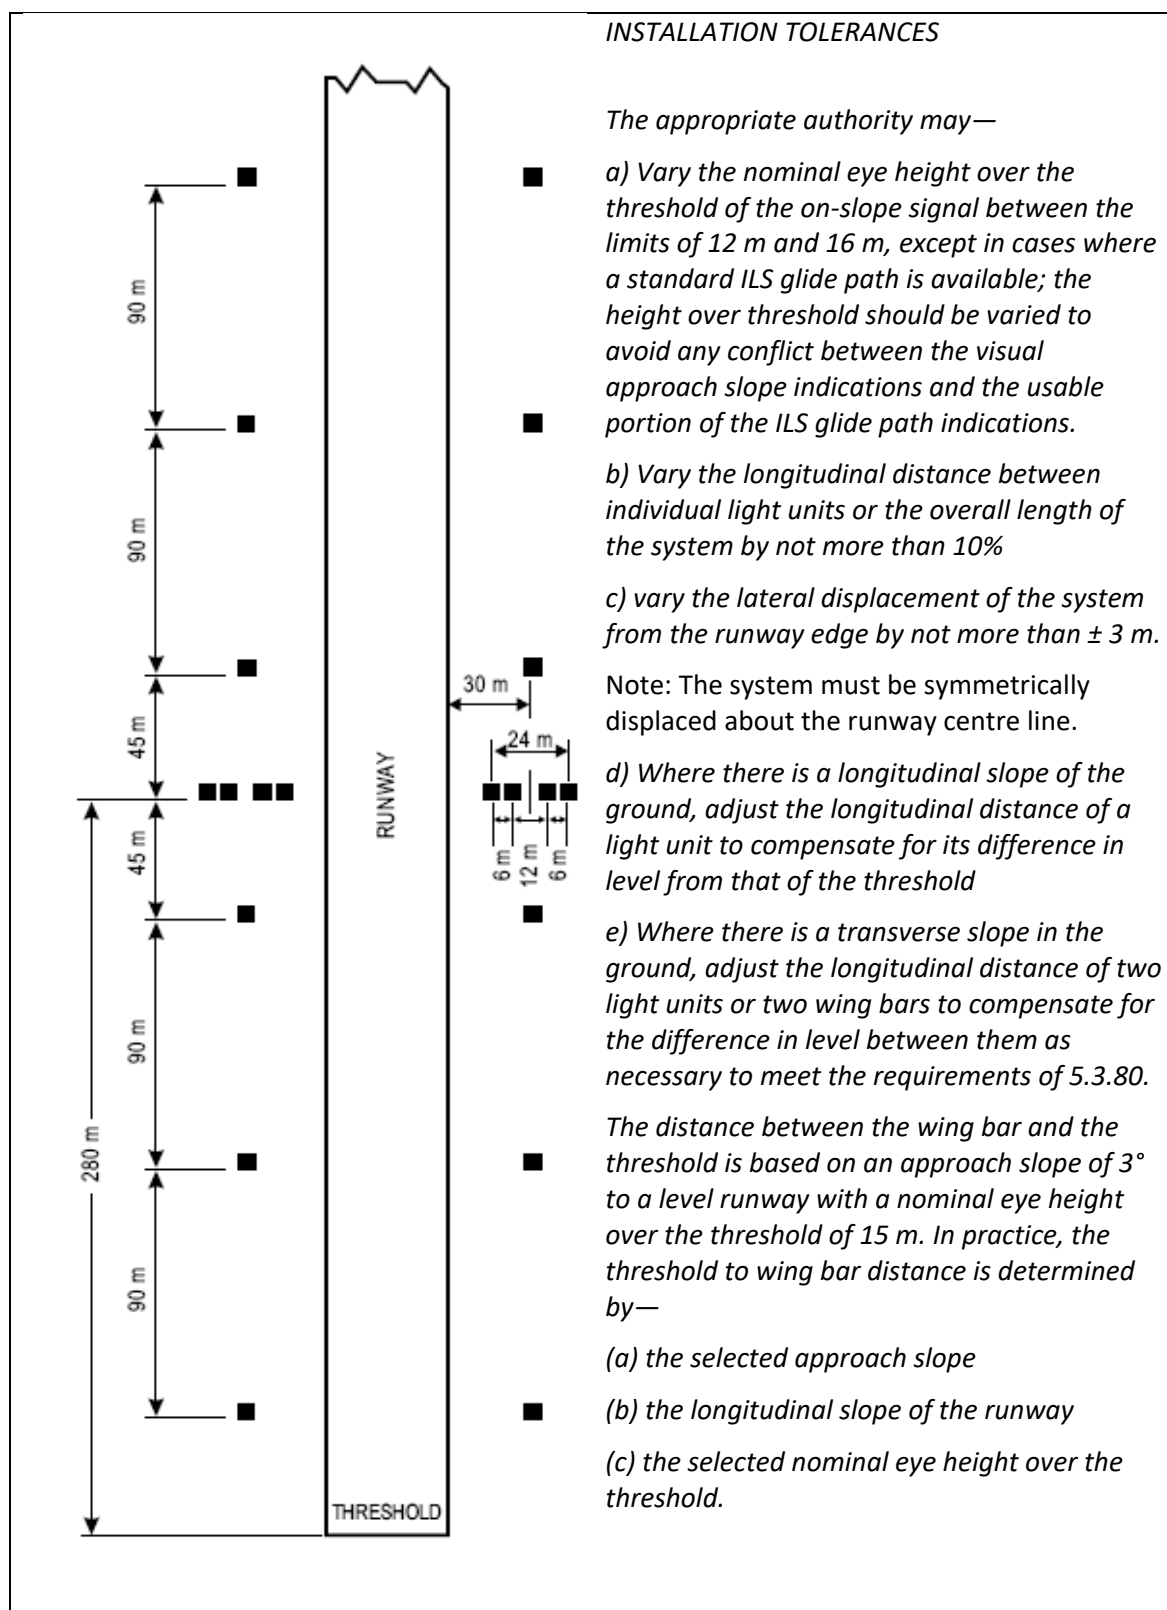 INSTALLATION TOLERANCES
The appropriate authority may—
a) Vary the nominal eye height over the
threshold of the on-slope signal between the
limits of 12 m and 16 m, except in cases where
a standard ILS glide path is available; the
height over threshold should be varied to
avoid any conflict between the visual
approach slope indications and the usable
portion of the ILS glide path indications.
b) Vary the longitudinal distance between
individual light units or the overall length of
the system by not more than 10%
c) vary the lateral displacement of the system
from the runway edge by not more than ± 3 m.
Note: The system must be symmetrically
displaced about the runway centre line.
d) Where there is a longitudinal slope of the
ground, adjust the longitudinal distance of a
light unit to compensate for its difference in
level from that of the threshold
e) Where there is a transverse slope in the
ground, adjust the longitudinal distance of two
light units or two wing bars to compensate for
the difference in level between them as
necessary to meet the requirements of 5.3.80.
The distance between the wing bar and the
threshold is based on an approach slope of 3°
to a level runway with a nominal eye height
over the threshold of 15 m. In practice, the
threshold to wing bar distance is determined
by—
(a) the selected approach slope
(b) the longitudinal slope of the runway
(c) the selected nominal eye height over the
threshold.
90 m
90 m
45 m
45 m
90 m
90 m
280 m
RUNWAY
30 m
24 m
6 m
12 m
6 m
THRESHOLD